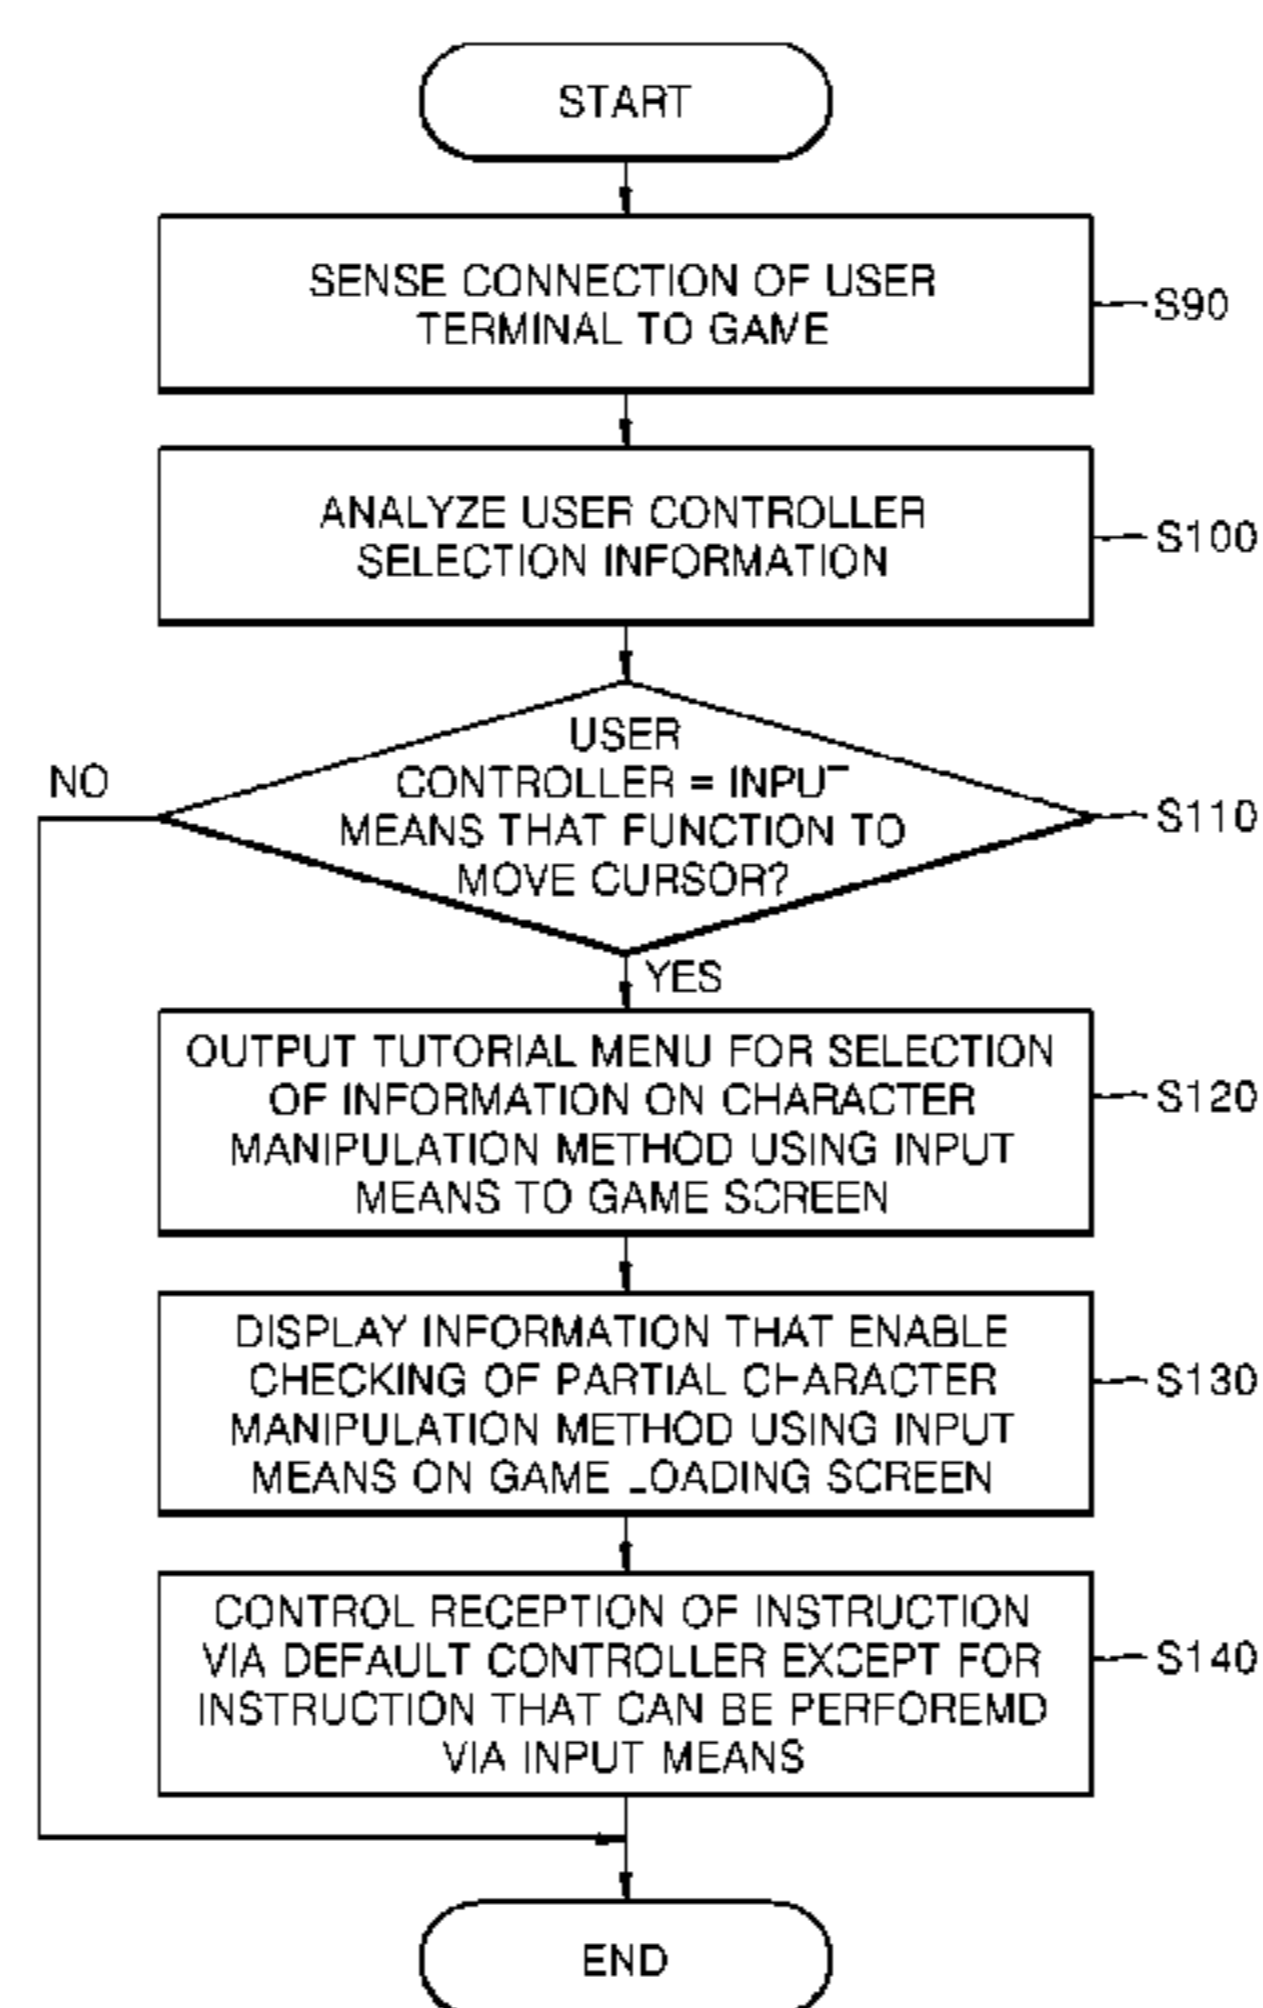 START
SENSE CONNECTION OF USER
TERMINAL TO GAME
S90
ANALYZE USER CONTROLLER
SELECTION INFORMATION
S100
USER
CONTROLLER = INPUT
MEANS THAT FUNCTION TO
MOVE CURSOR?
NO
S110
YES
OUTPUT TUTORIAL MENU FOR SELECTION
OF INFORMATION ON CHARACTER
MANIPULATION METHOD USING INPUT
MEANS TO GAME SCREEN
S120
DISPLAY INFORMATION THAT ENABLE
CHECKING OF PARTIAL CHARACTER
MANIPULATION METHOD USING INPUT
MEANS ON GAME LOADING SCREEN
S130
CONTROL RECEPTION OF INSTRUCTION
VIA DEFAULT CONTROLLER EXCEPT FOR
INSTRUCTION THAT CAN BE PERFOREMD
VIA INPUT MEANS
S140
END